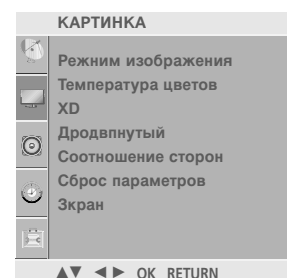 КАРТИНКА
Режим изображения
Температура цветов
XD
Дродвпнутый
Соотношение сторон
Сброс параметров
Зкран
▲▼ ◄► OK RETURN